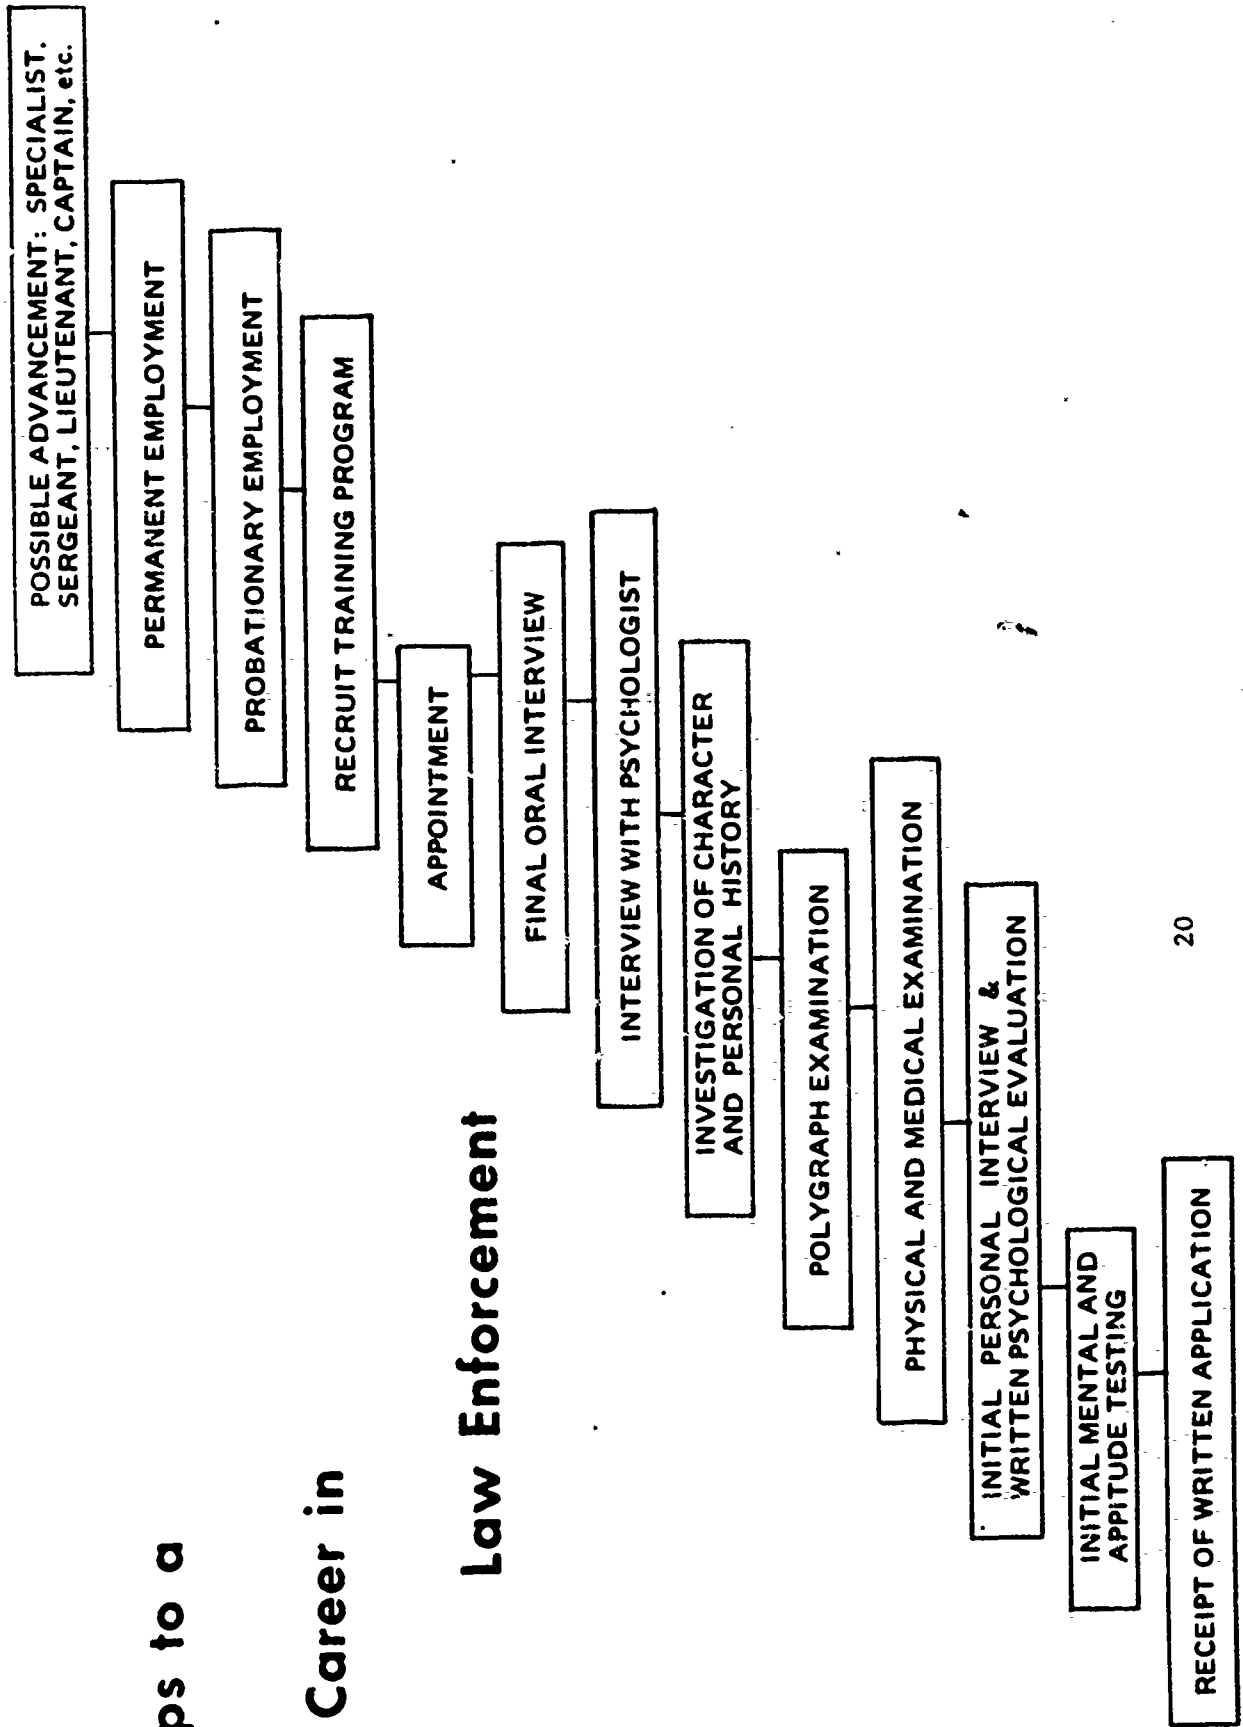 ps to a
Career in
Law Enforcement
POSSIBLE ADVANCEMENT: SPECIALIST.
SERGEANT, LIEUTENANT, CAPTAIN, etc.
PERMANENT EMPLOYMENT
PROBATIONARY EMPLOYMENT
RECRUIT TRAINING PROGRAM
APPOINTMENT
FINAL ORAL INTERVIEW
INTERVIEW WITH PSYCHOLOGIST
INVESTIGATION OF CHARACTER
AND PERSONAL HISTORY
POLYGRAPH EXAMINATION
PHYSICAL AND MEDICAL EXAMINATION
INITIAL PERSONAL INTERVIEW &
WRITTEN PSYCHOLOGICAL EVALUATION
INITIAL MENTAL AND
APPITUDE TESTING
RECEIPT OF WRITTEN APPLICATION
20